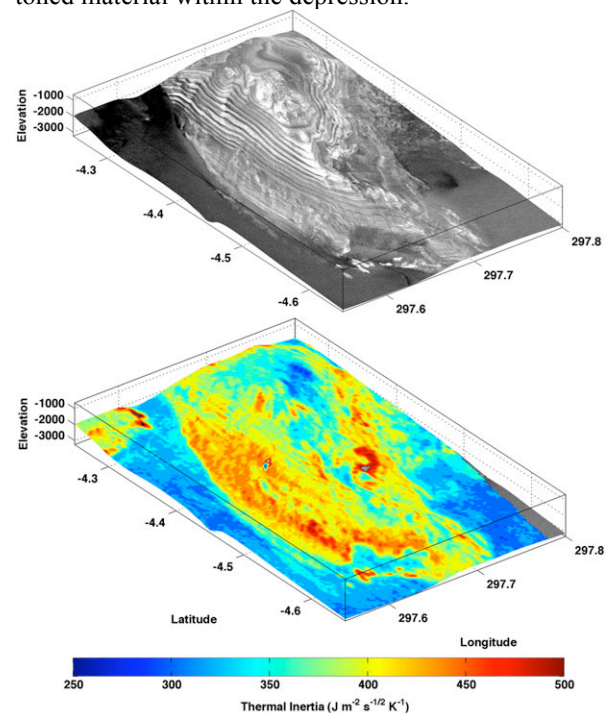 toned material within the depression.
-1000
-2000
-3000
Elevation
-4.3
-4.4
-4.5
-4.6
297.6
297.7
297.8
-1000
-2000
-3000
Elevation
-4.3
-4.4
-4.5
-4.6
297.6
297.7
297.8
Latitude
Longitude
250 300 350 400 450 500
Thermal Inertia (J m-2 s-1/2 K-1)